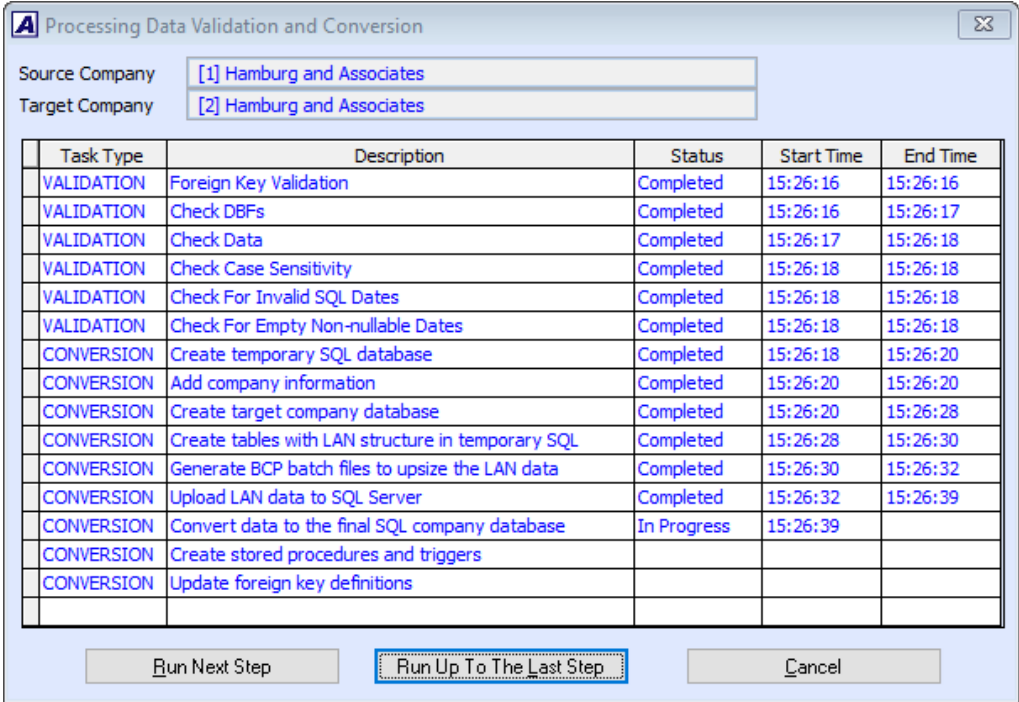 A Processing Data Validation and Conversion
Source Company [1] Hamburg and Associates
Target Company [2] Hamburg and Associates
Task Type Description Status Start Time End Time
VALIDATION Foreign Key Validation Completed 15:26:16 15:26:16
VALIDATION Check DBFs Completed 15:26:16 15:26:17
VALIDATION Check Data Completed 15:26:17 15:26:18
VALIDATION Check Case Sensitivity Completed 15:26:18 15:26:18
VALIDATION Check For Invalid SQL Dates Completed 15:26:18 15:26:18
VALIDATION Check For Empty Non-nullable Dates Completed 15:26:18 15:26:18
CONVERSION Create temporary SQL database Completed 15:26:18 15:26:20
CONVERSION Add company information Completed 15:26:20 15:26:20
CONVERSION Create target company database Completed 15:26:20 15:26:28
CONVERSION Create tables with LAN structure in temporary SQL Completed 15:26:28 15:26:30
CONVERSION Generate BCP batch files to upsize the LAN data Completed 15:26:30 15:26:32
CONVERSION Upload LAN data to SQL Server Completed 15:26:32 15:26:39
CONVERSION Convert data to the final SQL company database In Progress 15:26:39
CONVERSION Create stored procedures and triggers
CONVERSION Update foreign key definitions
Run Next Step Run Up To The Last Step Cancel